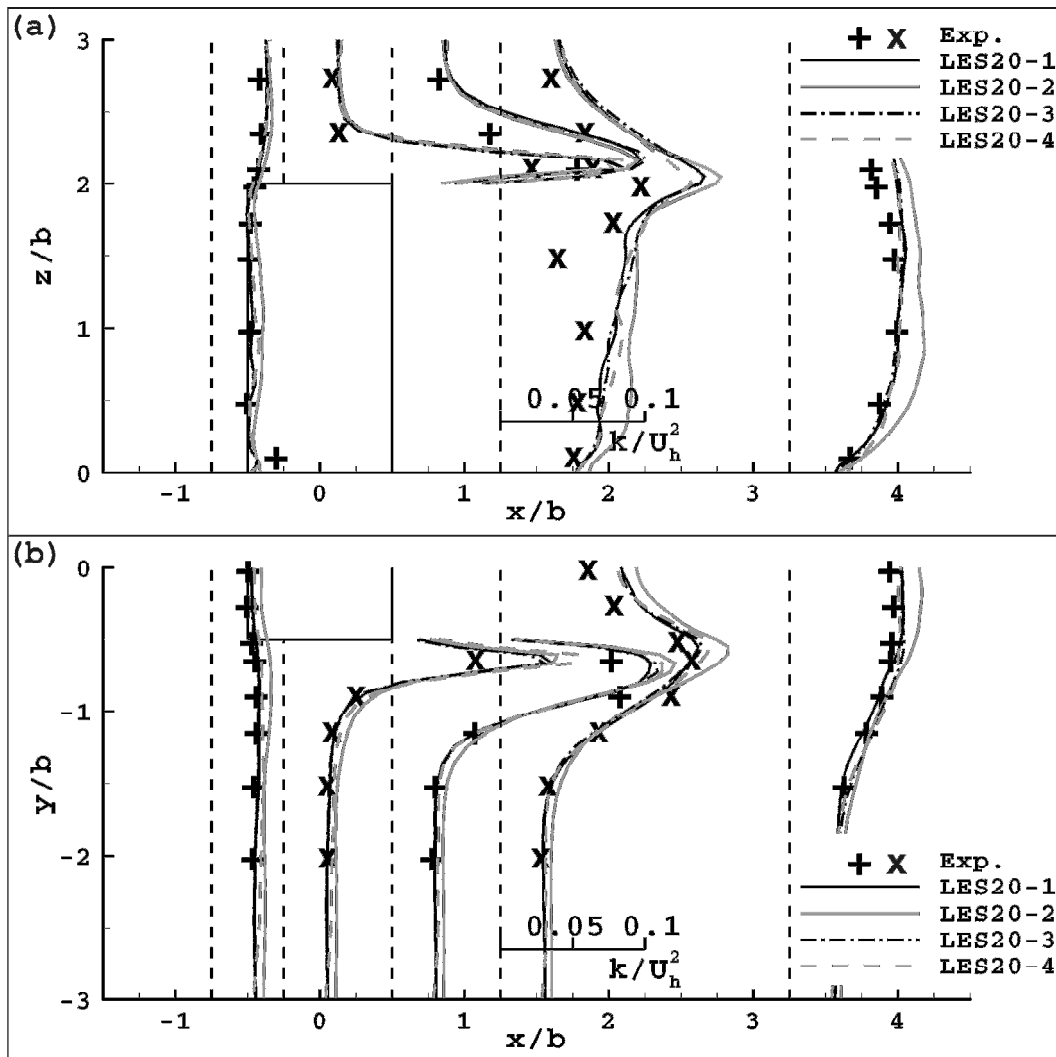 (a)
3
2
1
0
z/b
-1
0
1
2
3
4
x/b
+ X Exp.
LES20-1
LES20-2
LES20-3
LES20-4
0.05 0.1
k/U_h^2
(b)
0
-1
-2
-3
y/b
-1
0
1
2
3
4
x/b
+ X Exp.
LES20-1
LES20-2
LES20-3
LES20-4
0.05 0.1
k/U_h^2